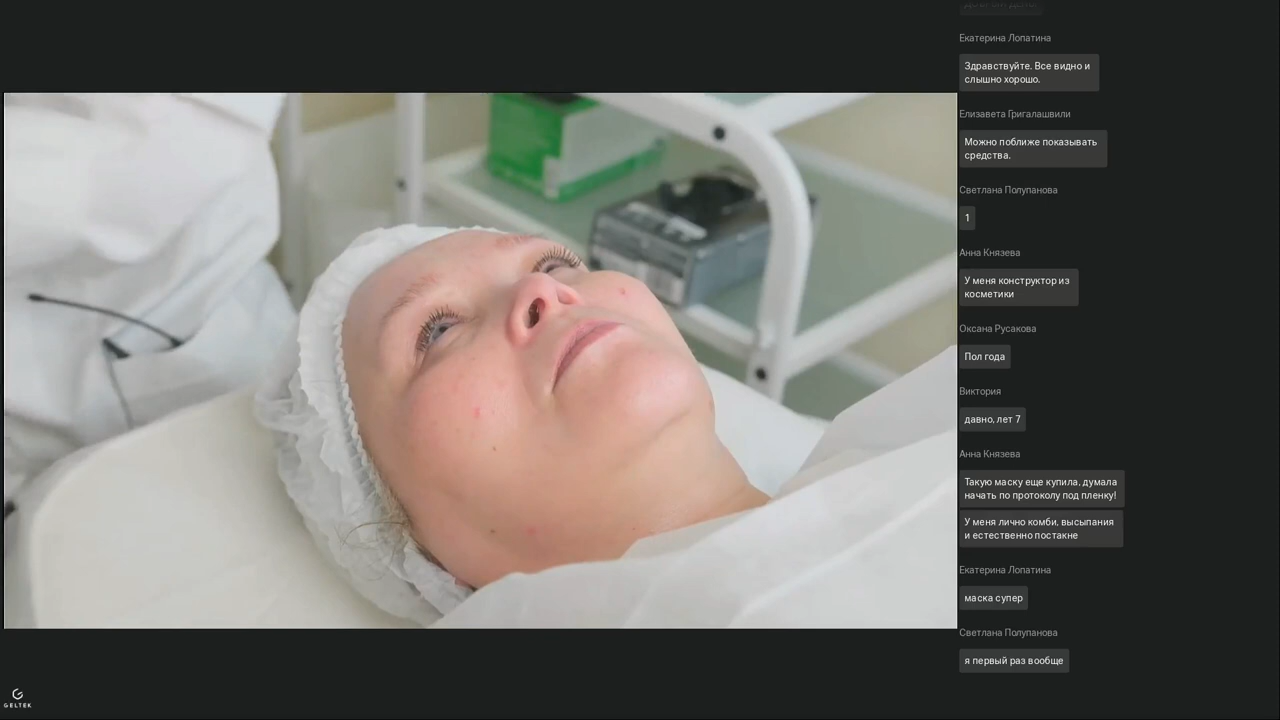 Екатерина Лопатина
Здравствуйте. Все видно и
слышно хорошо.
Елизавета Григалашвили
Можно поближе показывать
средства.
Светлана Полупанова
1
Анна Князева
У меня конструктор из
косметики
Оксана Русакова
Пол года
Виктория
давно, лет 7
Анна Князева
Такую маску еще купила, думала
начать по протоколу под пленку!
У меня лично комби, высыпания
и естественно постакне
Екатерина Лопатина
маска супер
Светлана Полупанова
я первый раз вообще
GELTEK